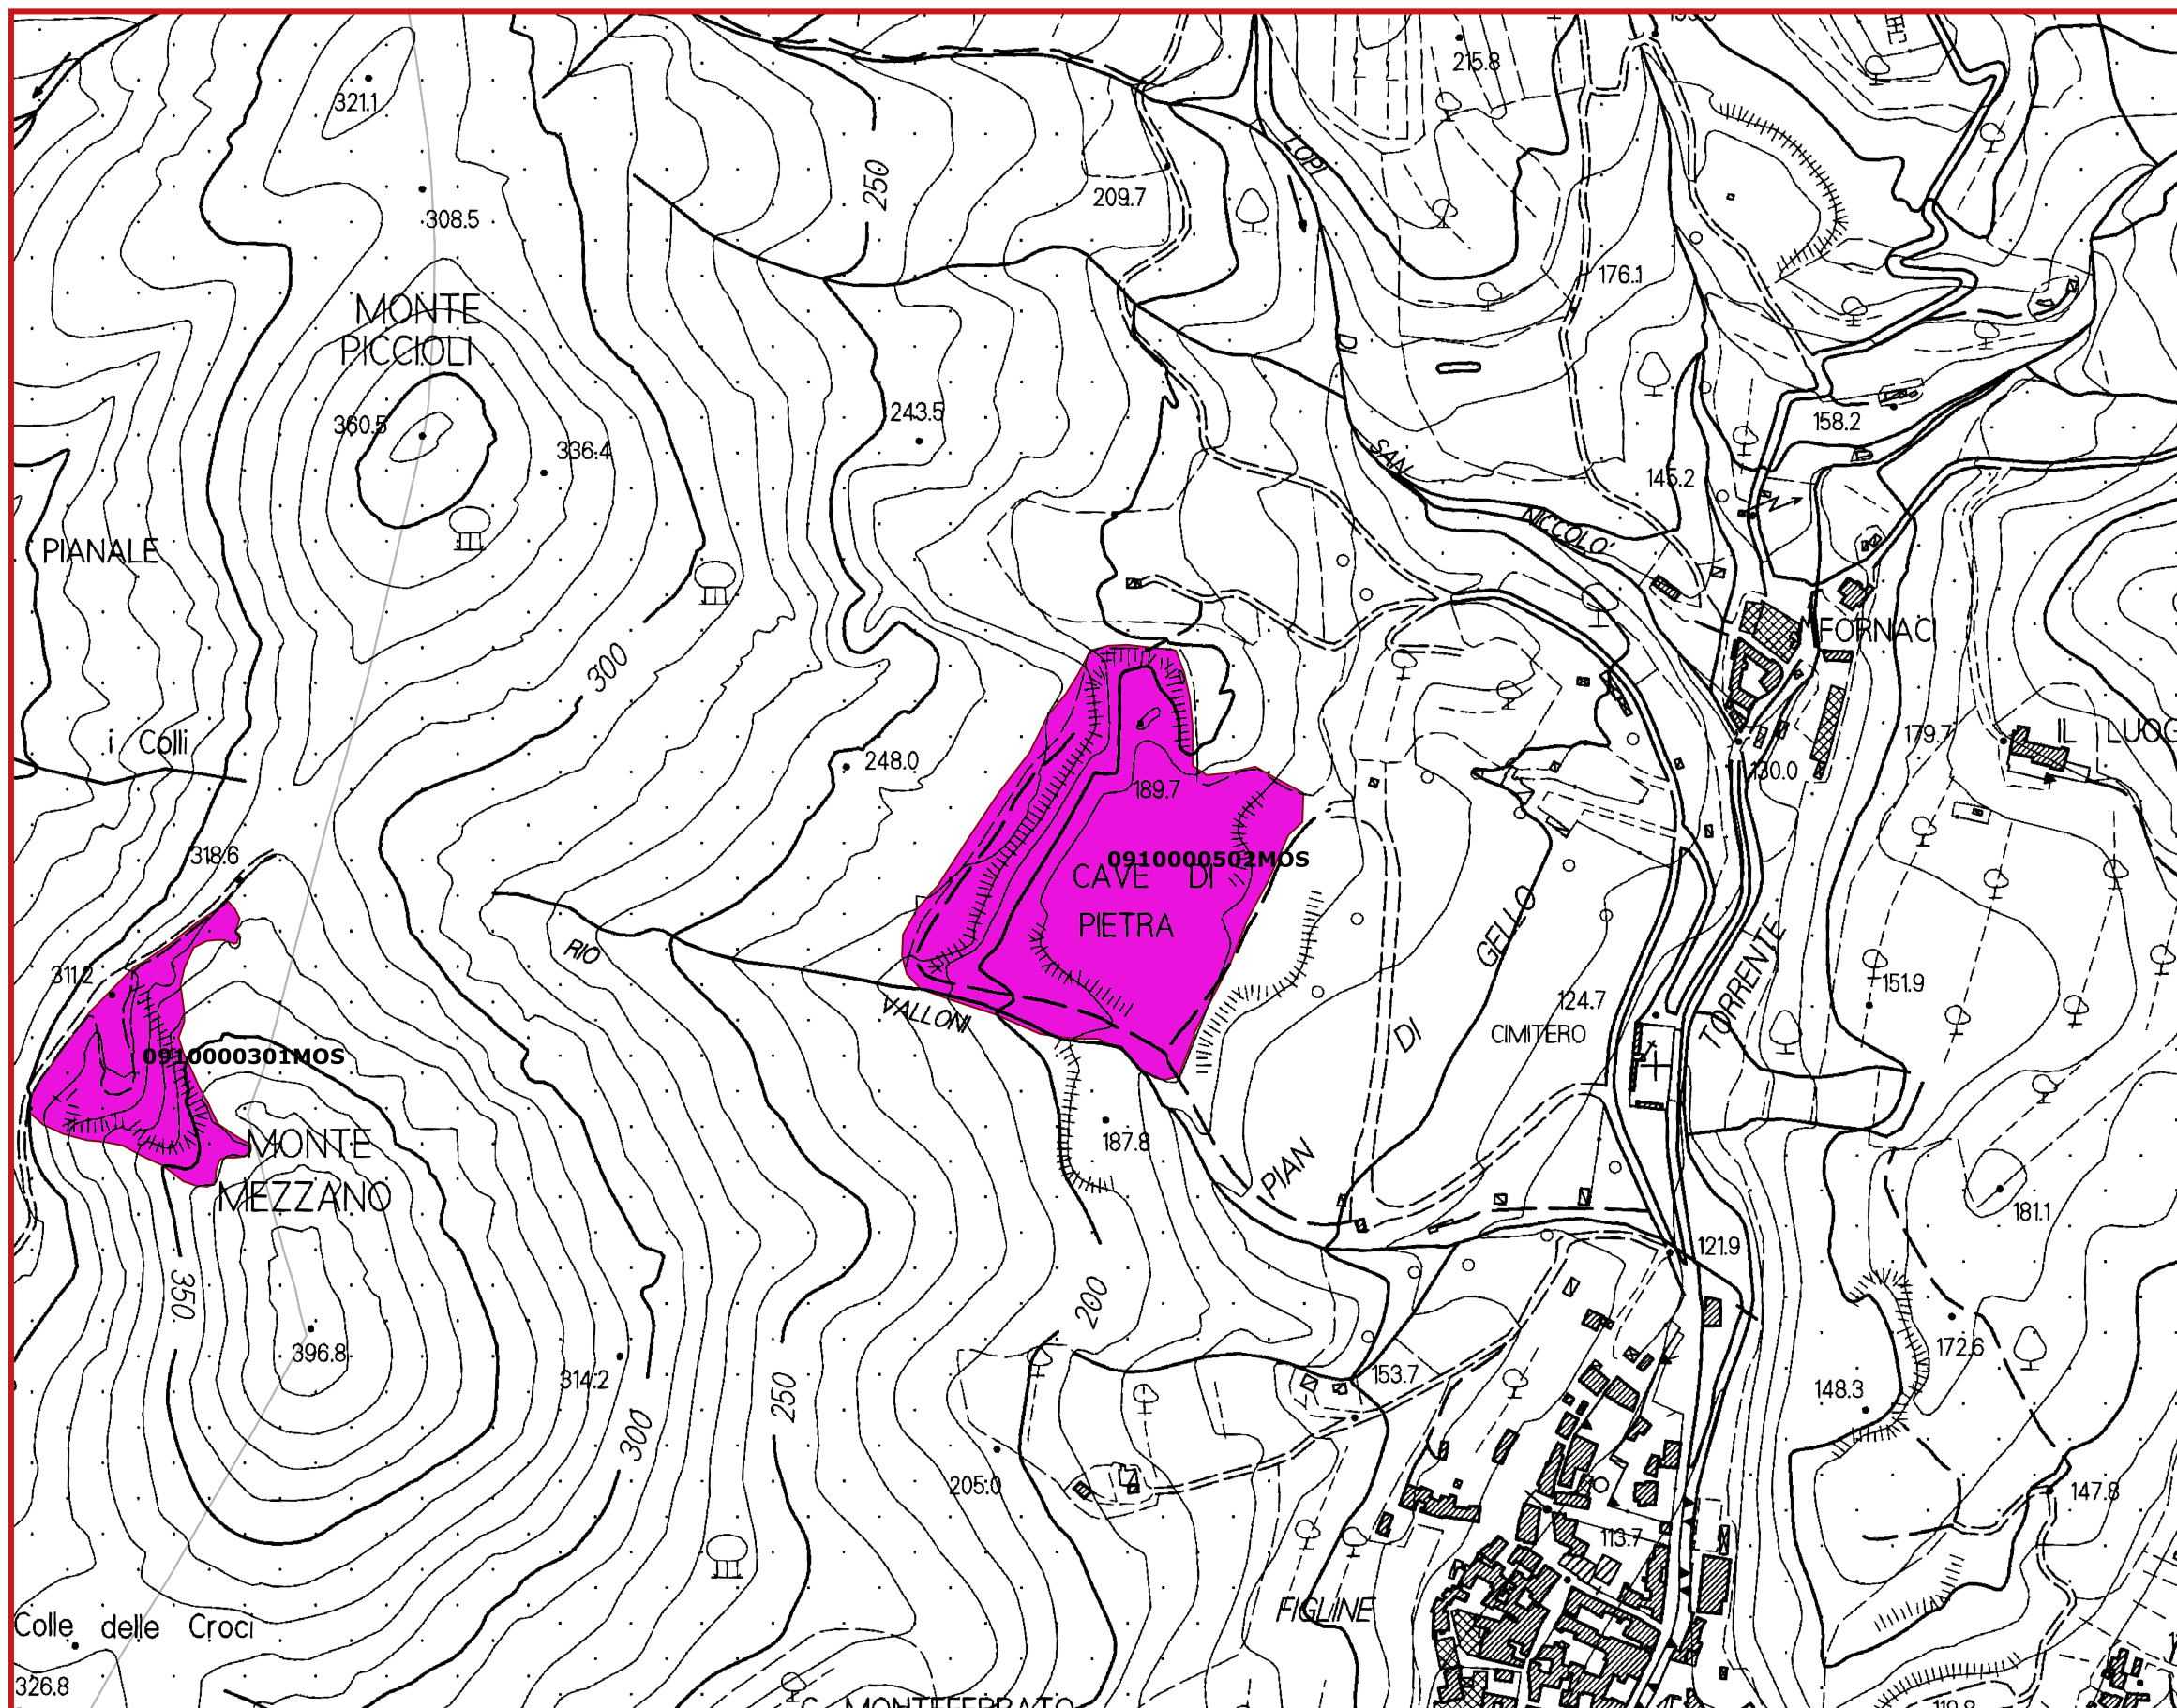 215.8
321.1
308.5
250
209.7
LOPI
176.1
MONTE
PICCIOLI
DI
360.5
336.4
243.5
158.2
SAN
145.2
NICCOLO'
PIANALE
FORNACI
300
i Colli
248.0
179.7
IL LUOG
130.0
189.7
318.6
0910000502MOS
CAVE DI
PIETRA
GELLO
RIO
311.2
VALLONI
124.7
151.9
CIMITERO
TORRENTE
DI
0910000301MOS
187.8
MONTE
MEZZANO
PIAN
181.1
121.9
350
200
396.8
314.2
153.7
172.6
148.3
250
300
205.0
147.8
113.7
FIGLINE
Colle delle Croci
326.8
MONTEFERRATO